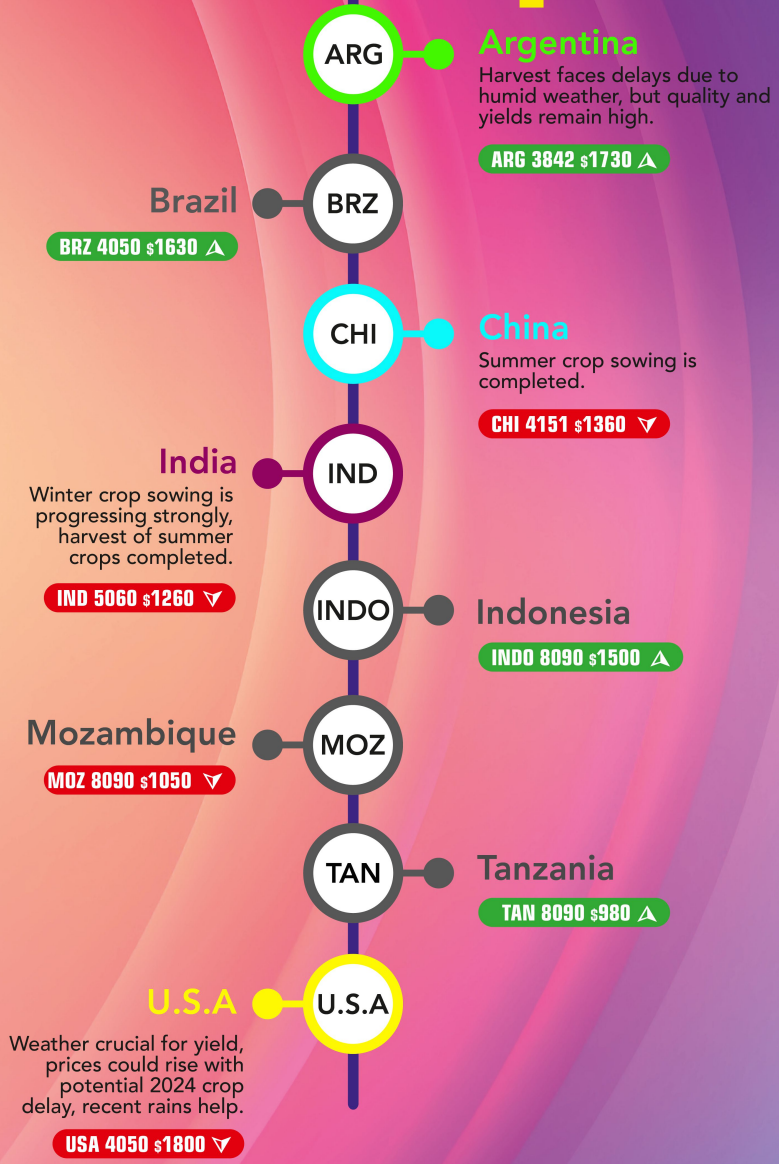 ARG
Argentina
Harvest faces delays due to
humid weather, but quality and
yields remain high.
ARG 3842 $1730
Brazil
BRZ
BRZ 4050 $1630
CHI
China
Summer crop sowing is
completed.
CHI 4151 $1360
India
IND
Winter crop sowing is
progressing strongly,
harvest of summer
crops completed.
IND 5060 $1260
INDO
Indonesia
INDO 8090 $1500
Mozambique
MOZ
MOZ 8090 $1050
TAN
Tanzania
TAN 8090 $980
U.S.A
U.S.A
Weather crucial for yield,
prices could rise with
potential 2024 crop
delay, recent rains help.
USA 4050 $1800